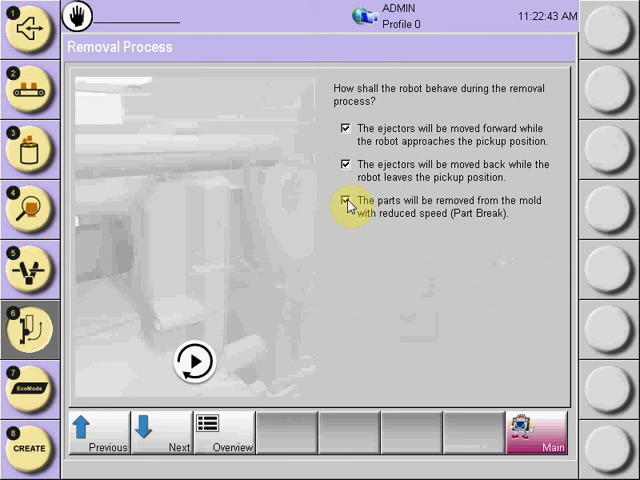 ADMIN
Profile 0
11:22:43 AM
Removal Process
How shall the robot behave during the removal
process?
The ejectors will be moved forward while
the robot approaches the pickup position.
The ejectors will be moved back while the
robot leaves the pickup position.
The parts will be removed from the mold
with reduced speed (Part Break).
1
2
3
4
5
6
7
EcoMode
8
CREATE
Previous
Next
Overview
Main